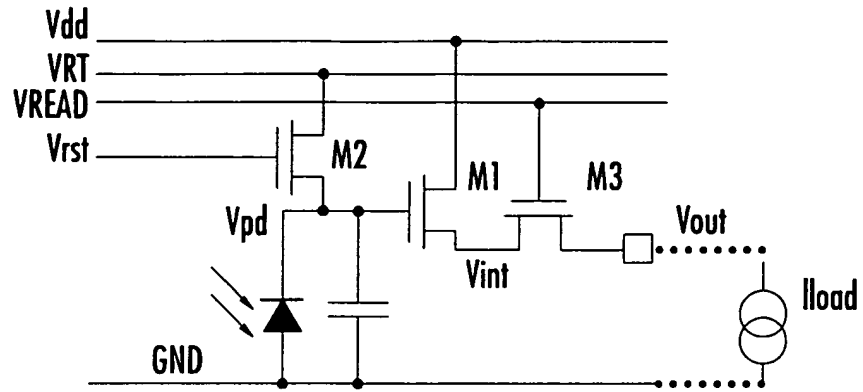 Vdd
VRT
VREAD
Vrst
M2
M1
M3
Vpd
Vout
Vint
Iload
GND